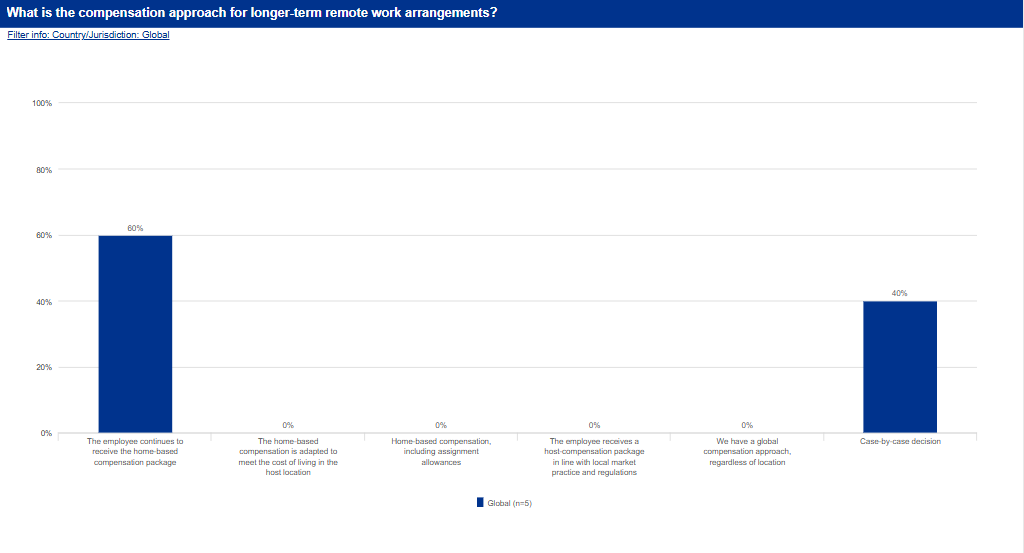 What is the compensation approach for longer-term remote work arrangements?
Filter info: Country/Jurisdiction: Global
100%
80%
60%
40%
20%
0%
60%
0%
0%
0%
0%
40%
The employee continues to
receive the home-based
compensation package
The home-based
compensation is adapted to
meet the cost of living in the
host location
Home-based compensation,
including assignment
allowances
The employee receives a
host-compensation package
in line with local market
practice and regulations
We have a global
compensation approach,
regardless of location
Case-by-case decision
Global (n=5)